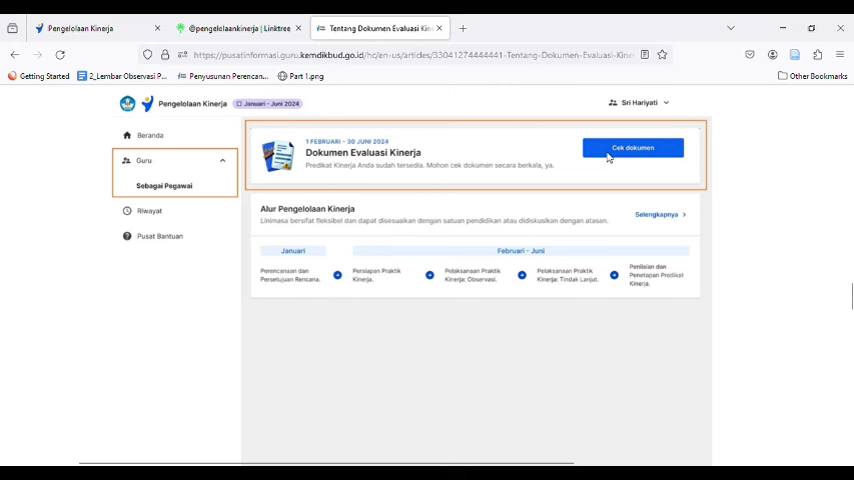 Pengelolaan Kinerja
@pengelolaankinerja | Linktree
Tentang Dokumen Evaluasi Kin
https://pusatinformasi.guru.kemdikbud.go.id/hc/en-us/articles/33041274444441-Tentang-Dokumen-Evaluasi-Kine
Getting Started
2_Lembar Observasi P...
Penyusunan Perencan...
Part 1.png
Other Bookmarks
Pengelolaan Kinerja
Januari - Juni 2024
Sri Hariyati
Beranda
Guru
Sebagai Pegawai
Riwayat
Pusat Bantuan
1 FEBRUARI - 30 JUNI 2024
Dokumen Evaluasi Kinerja
Predikat Kinerja Anda sudah tersedia. Mohon cek dokumen secara berkala, ya.
Cek dokumen
Alur Pengelolaan Kinerja
Linimasa bersifat fleksibel dan dapat disesuaikan dengan satuan pendidikan atau didiskusikan dengan atasan.
Selengkapnya
Januari
Februari - Juni
Perencanaan dan
Persetujuan Rencana.
Persiapan Praktik
Kinerja.
Pelaksanaan Praktik
Kinerja: Observasi.
Pelaksanaan Praktik
Kinerja: Tindak Lanjut.
Penilaian dan
Penetapan Predikat
Kinerja.